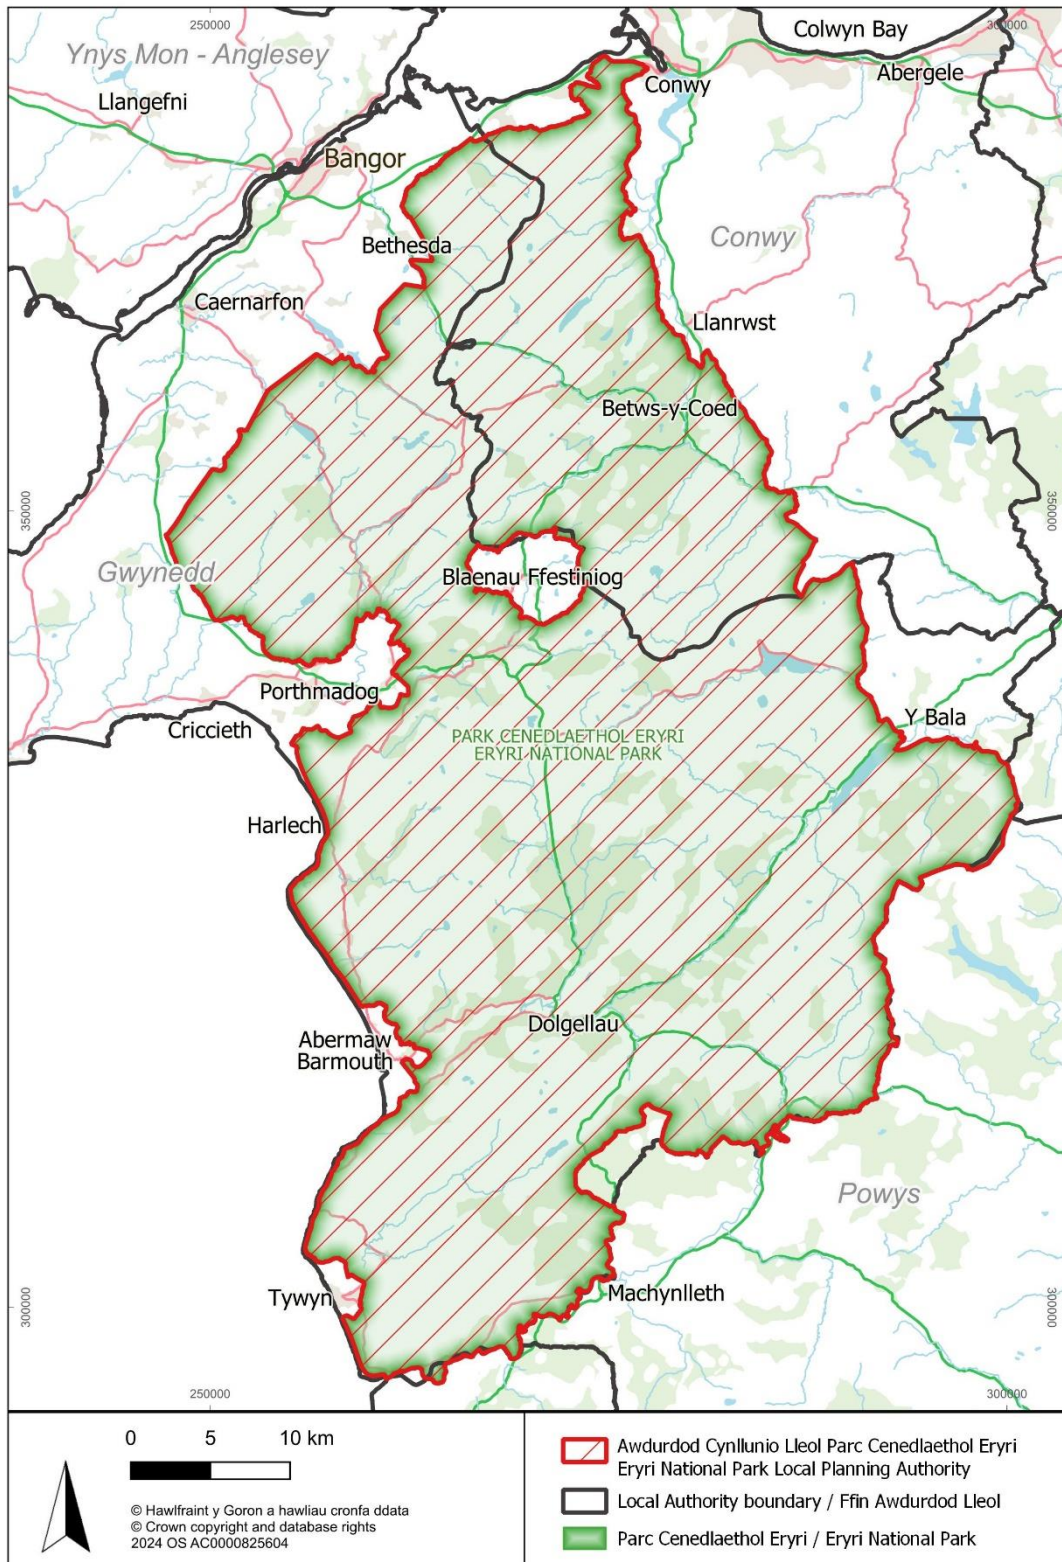 250000
300000
Colwyn Bay
Ynys Mon - Anglesey
Abergele
Conwy
Llangefni
Bangor
Conwy
Bethesda
Caernarfon
Llanrwst
Betws-y-Coed
350000
350000
Gwynedd
Blaenau Ffestiniog
Porthmadog
Criccieth
Y Bala
PARK CENEDLAETHOL ERYRI
ERYRI NATIONAL PARK
Harlech
Dolgellau
Abermaw
Barmouth
Powys
Tywyn
Machynlleth
300000
300000
250000
300000
0 5 10 km
© Hawlfraint y Goron a hawliau cronfa ddata
© Crown copyright and database rights
2024 OS AC0000825604
Awdurdod Cynllunio Lleol Parc Cenedlaethol Eryri
Eryri National Park Local Planning Authority
Local Authority boundary / Ffin Awdurdod Lleol
Parc Cenedlaethol Eryri / Eryri National Park